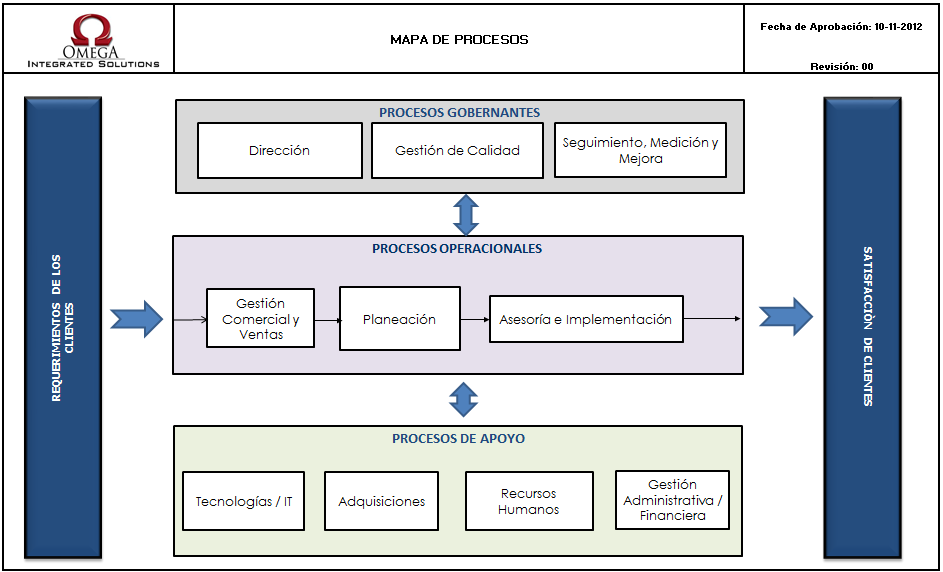 OMEGA
INTEGRATED SOLUTIONS
MAPA DE PROCESOS
Fecha de Aprobación: 10-11-2012
Revisión: 00
REQUERIMIENTOS DE LOS
CLIENTES
PROCESOS GOBERNANTES
Dirección
Gestión de Calidad
Seguimiento, Medición y
Mejora
PROCESOS OPERACIONALES
Gestión
Comercial y
Ventas
Planeación
Asesoría e Implementación
PROCESOS DE APOYO
Tecnologías / IT
Adquisiciones
Recursos
Humanos
Gestión
Administrativa /
Financiera
SATISFACCIÒN DE CLIENTES